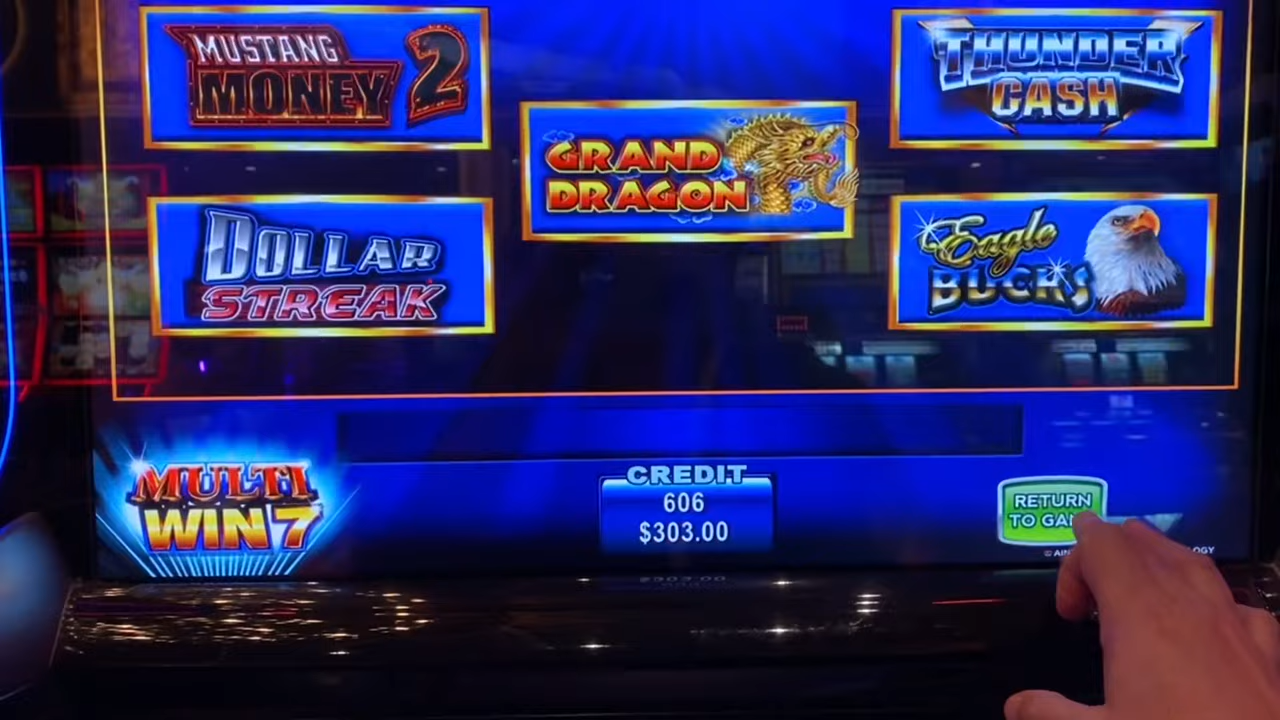 MUSTANG
MONEY 2
THUNDER
CASH
GRAND
DRAGON
DOLLAR
STREAK
Eagle
BUCKS
MULTI
WIN 7
CREDIT
606
$303.00
RETURN
TO